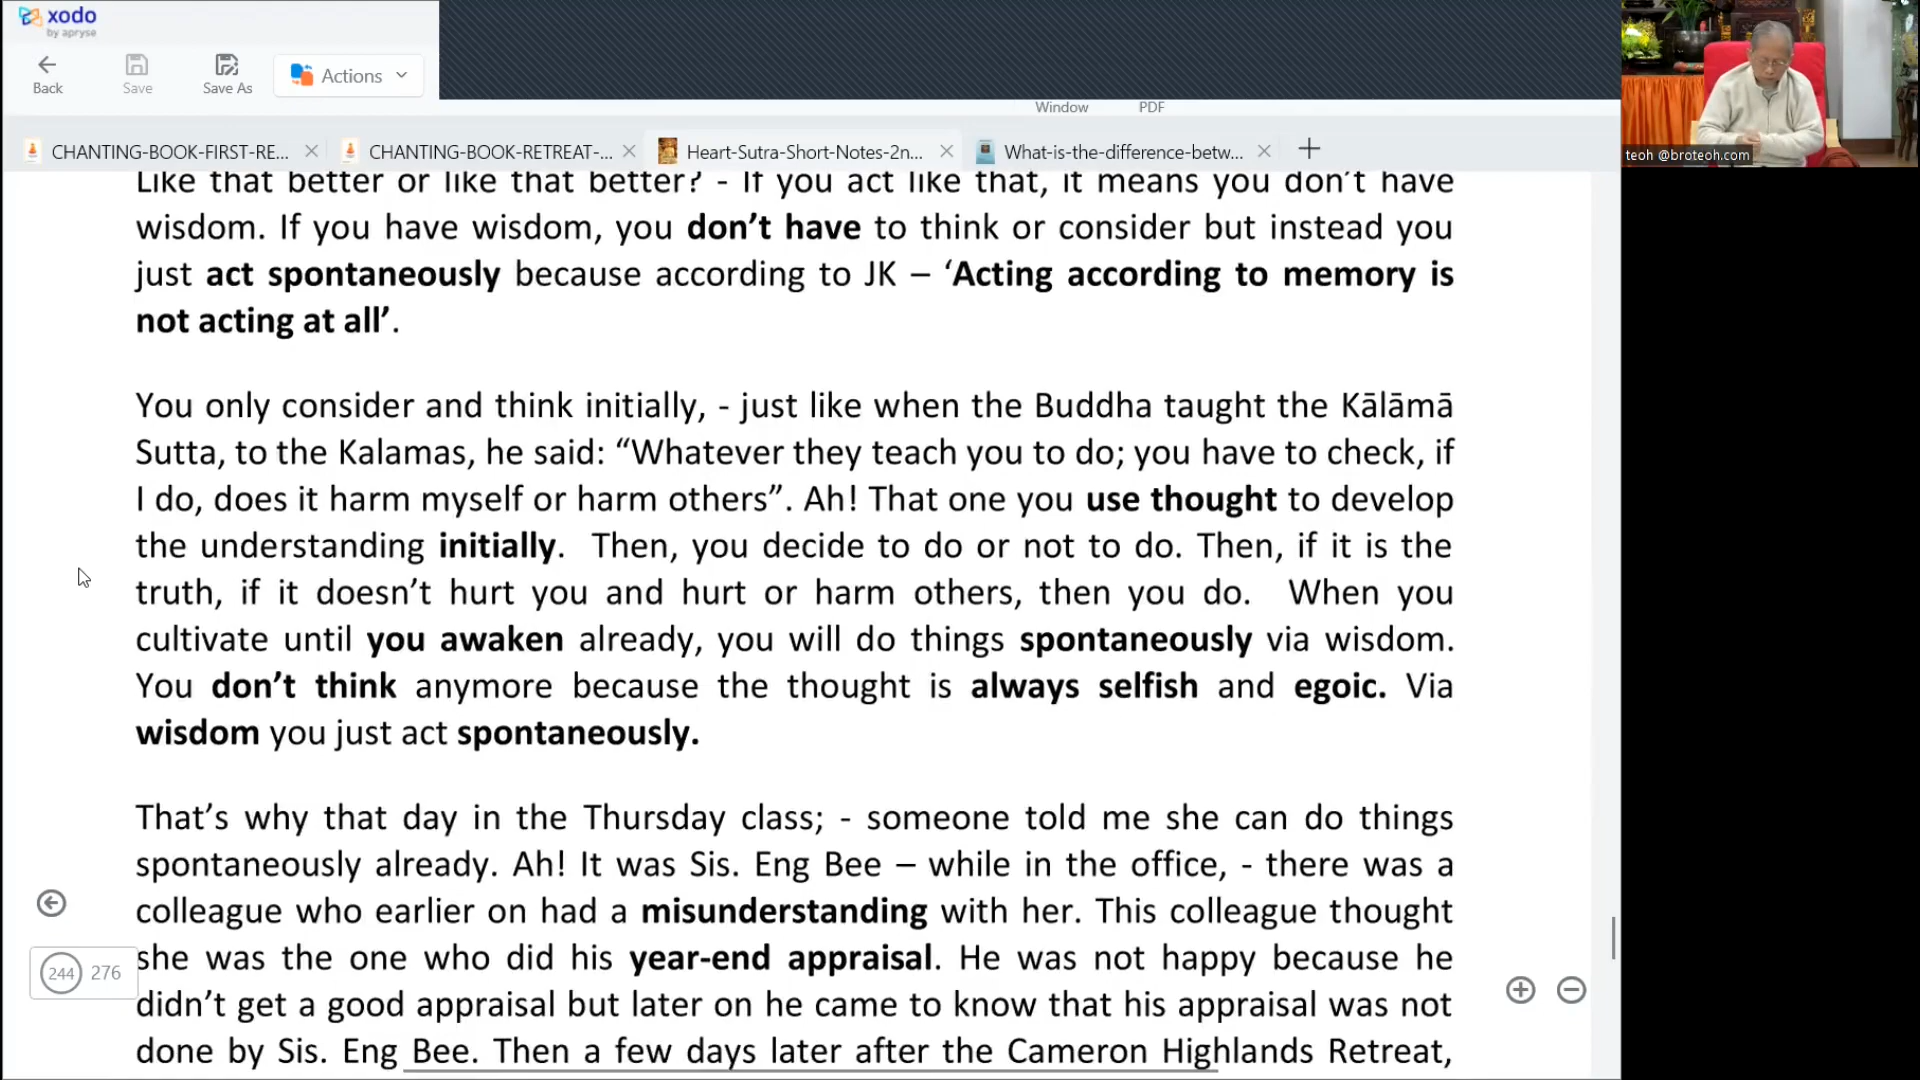 xodo
by apryse
Back
Save
Save As
Actions
Window
PDF
CHANTING-BOOK-FIRST-RE...
CHANTING-BOOK-RETREAT-...
Heart-Sutra-Short-Notes-2n...
What-is-the-difference-betw...
teoh @broteoh.com
Like that better or like that better? - If you act like that, it means you don’t have
wisdom. If you have wisdom, you don’t have to think or consider but instead you
just act spontaneously because according to JK – ‘Acting according to memory is
not acting at all’.
You only consider and think initially, - just like when the Buddha taught the Kālāmā
Sutta, to the Kalamas, he said: “Whatever they teach you to do; you have to check, if
I do, does it harm myself or harm others”. Ah! That one you use thought to develop
the understanding initially. Then, you decide to do or not to do. Then, if it is the
truth, if it doesn’t hurt you and hurt or harm others, then you do. When you
cultivate until you awaken already, you will do things spontaneously via wisdom.
You don’t think anymore because the thought is always selfish and egoic. Via
wisdom you just act spontaneously.
That’s why that day in the Thursday class; - someone told me she can do things
spontaneously already. Ah! It was Sis. Eng Bee – while in the office, - there was a
colleague who earlier on had a misunderstanding with her. This colleague thought
she was the one who did his year-end appraisal. He was not happy because he
didn’t get a good appraisal but later on he came to know that his appraisal was not
done by Sis. Eng Bee. Then a few days later after the Cameron Highlands Retreat,
244
276